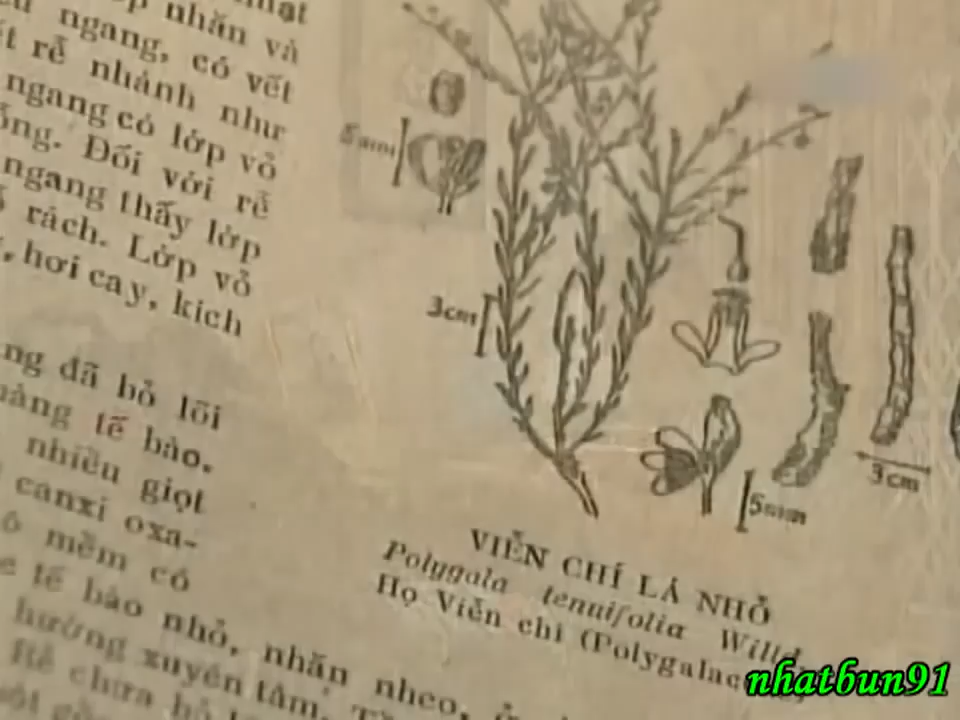 nhăn và
ngang, có vết
rễ nhánh như
ngang có lớp vỏ
Đối với rễ
ngang thấy lớp
rách. Lớp vỏ
hơi cay, kích
đã bỏ lõi
tế bào.
nhiều giọt
canxi oxa-
mềm có
tế bào nhỏ, nhăn nheo,
hướng xuyên tâm.
Rễ chưa bỏ
5mm
3cm
5mm
3cm
VIỄN CHÍ LÁ NHỎ
Polygala tenuifolia Willd.
Họ Viễn chí (Polygalac
nhatbun91